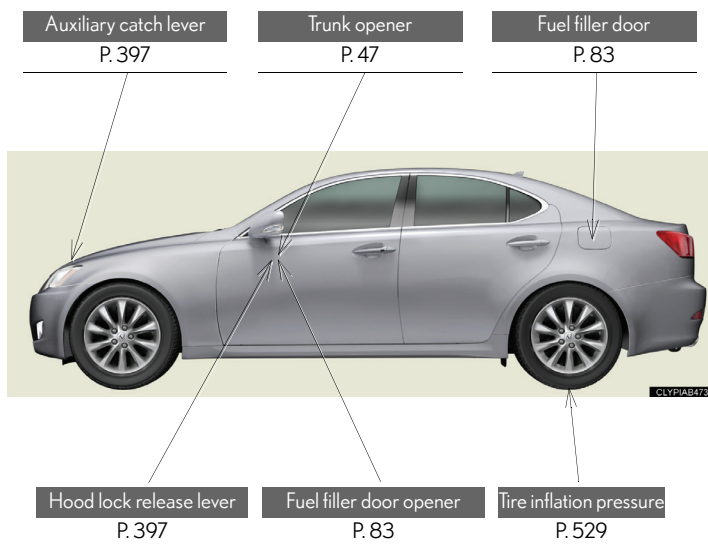 Auxiliary catch lever
P. 397
Trunk opener
P. 47
Fuel filler door
P. 83
CLYPIAB473
Hood lock release lever
P. 397
Fuel filler door opener
P. 83
Tire inflation pressure
P. 529